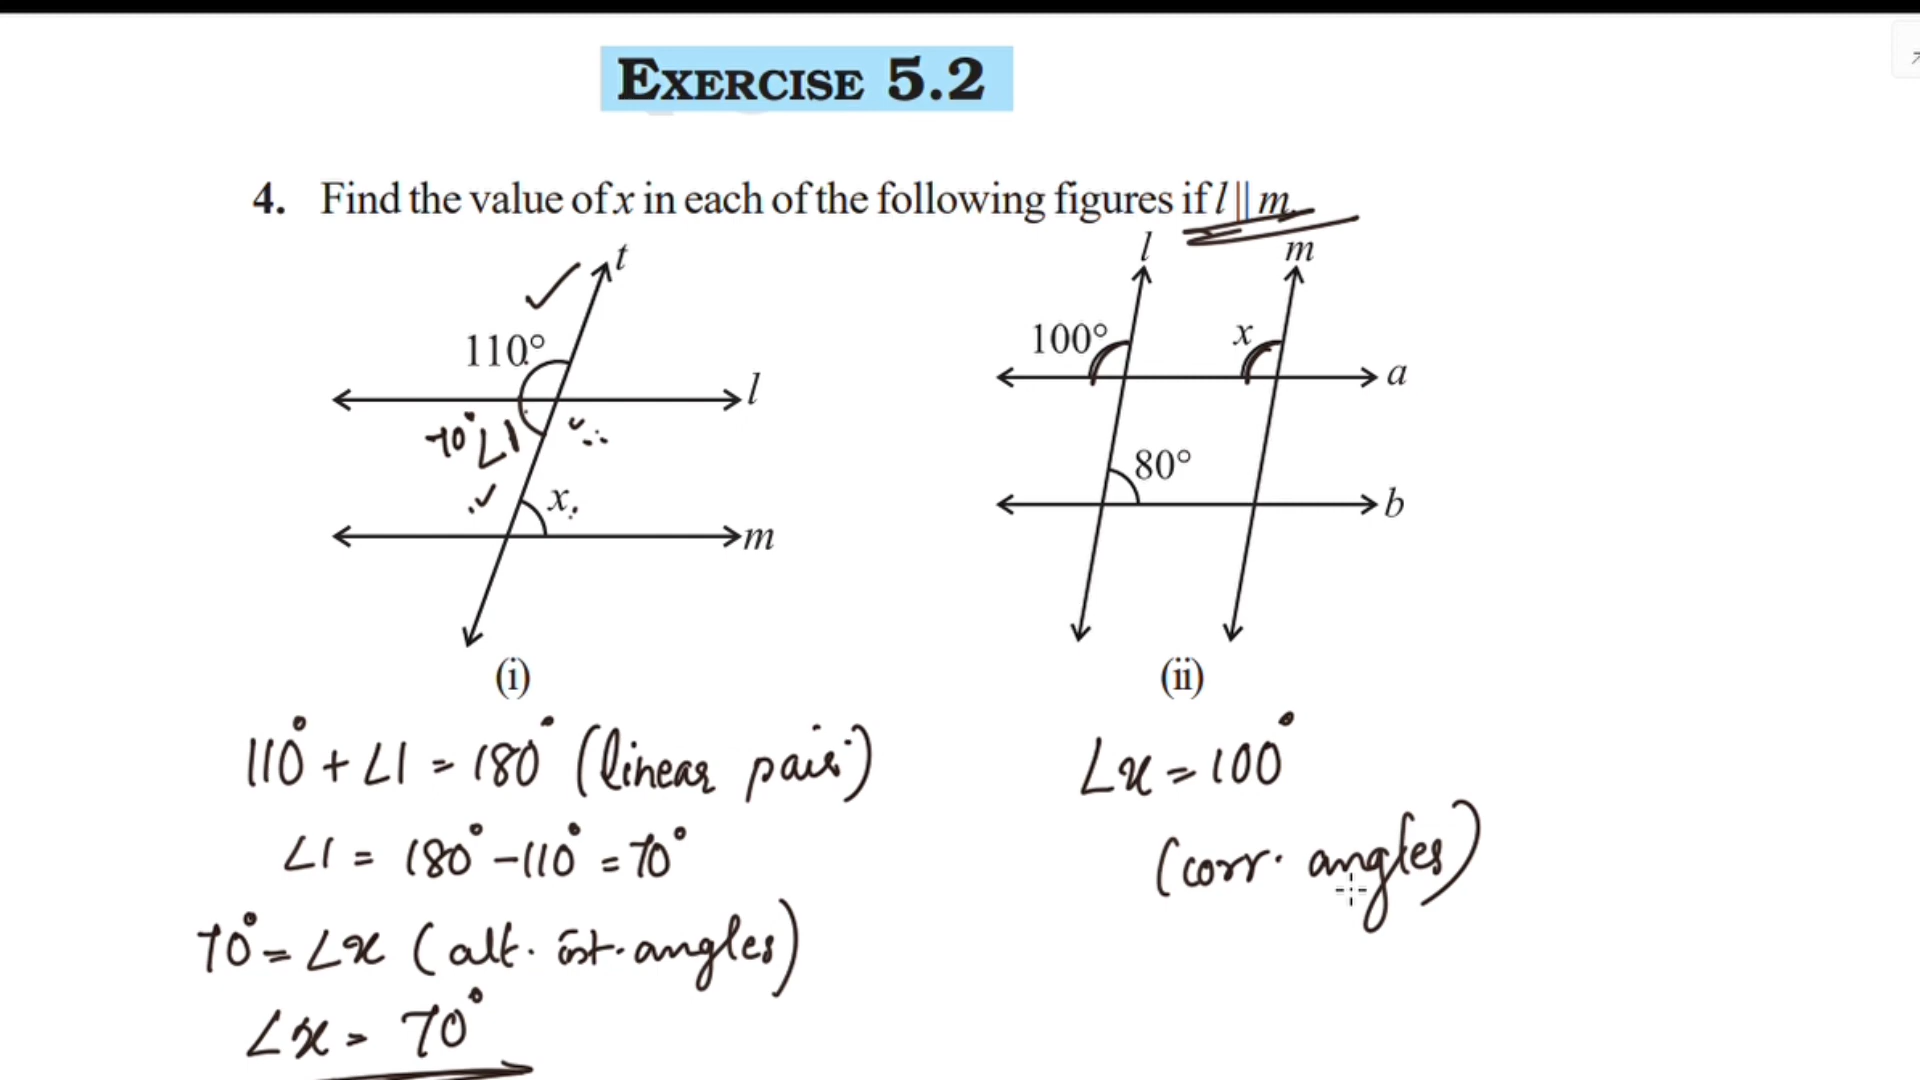 EXERCISE 5.2
4. Find the value of x in each of the following figures if l || m.
t
110°
l
70° ∠1
x
m
(i)
l
m
100°
x
a
80°
b
(ii)
110° + ∠1 = 180° (linear pair)
∠1 = 180° - 110° = 70°
70° = ∠x (alt. int. angles)
∠x = 70°
∠x = 100°
(corr. angles)